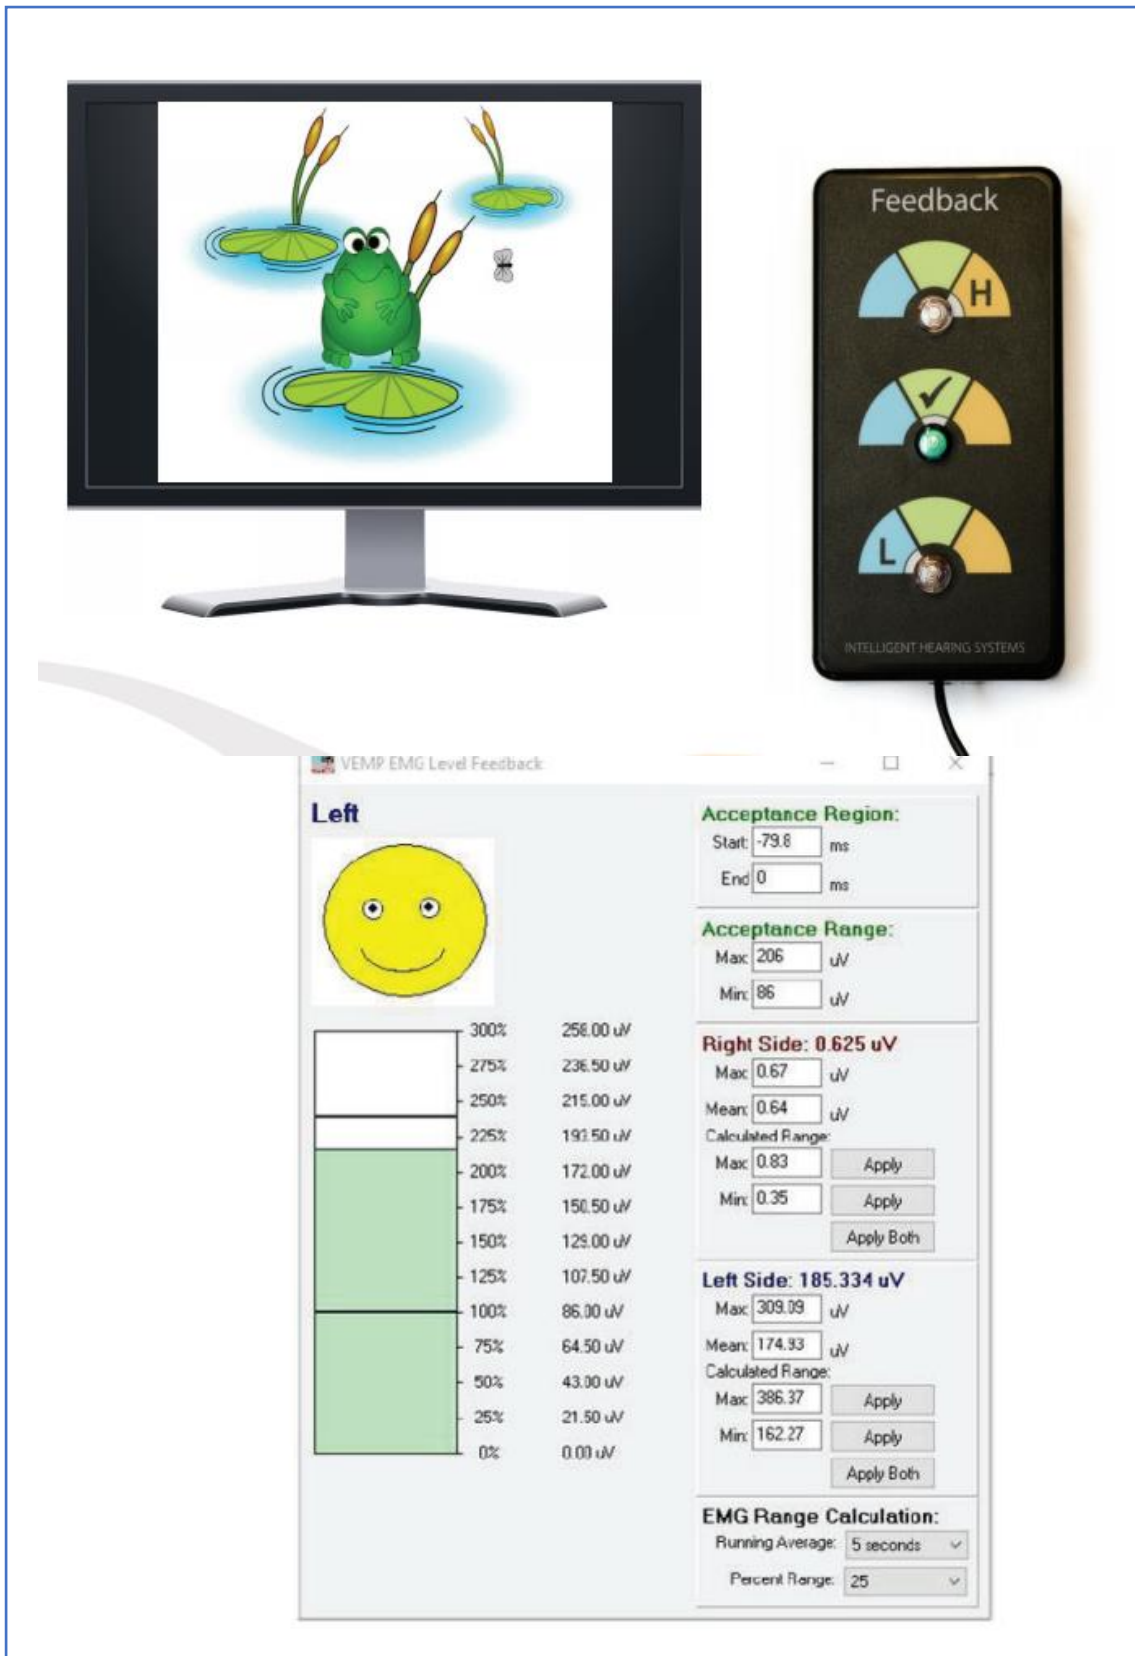 Feedback
H
✓
L
INTELLIGENT HEARING SYSTEMS
VEMP EMG Level Feedback
Left
300% 258.00 uV
275% 236.50 uV
250% 215.00 uV
225% 193.50 uV
200% 172.00 uV
175% 150.50 uV
150% 129.00 uV
125% 107.50 uV
100% 86.00 uV
75% 64.50 uV
50% 43.00 uV
25% 21.50 uV
0% 0.00 uV
Acceptance Region:
Start: -79.8 ms
End 0 ms
Acceptance Range:
Max: 206 uV
Min: 86 uV
Right Side: 0.625 uV
Max: 0.67 uV
Mean: 0.64 uV
Calculated Range:
Max: 0.83 Apply
Min: 0.35 Apply
Apply Both
Left Side: 185.334 uV
Max: 309.09 uV
Mean: 174.93 uV
Calculated Range:
Max: 386.37 Apply
Min: 162.27 Apply
Apply Both
EMG Range Calculation:
Running Average: 5 seconds
Percent Range: 25